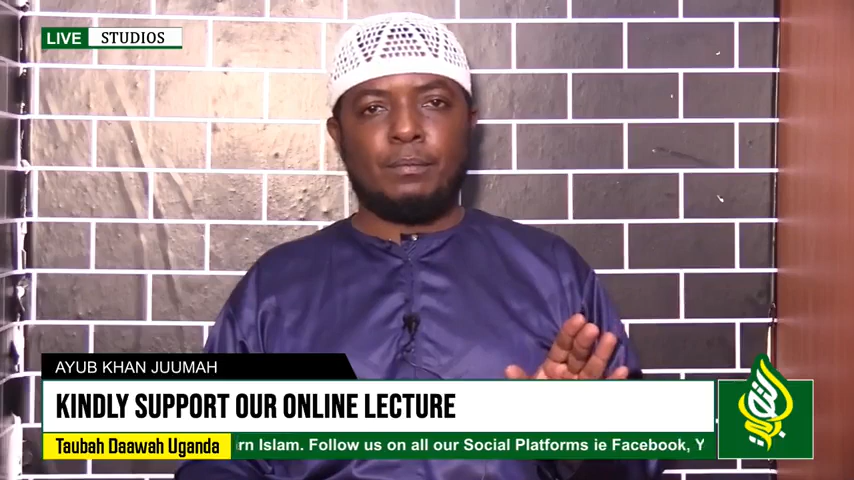 LIVE STUDIOS
AYUB KHAN JUUMAH
KINDLY SUPPORT OUR ONLINE LECTURE
Taubah Daawah Uganda rn Islam. Follow us on all our Social Platforms ie Facebook, Y